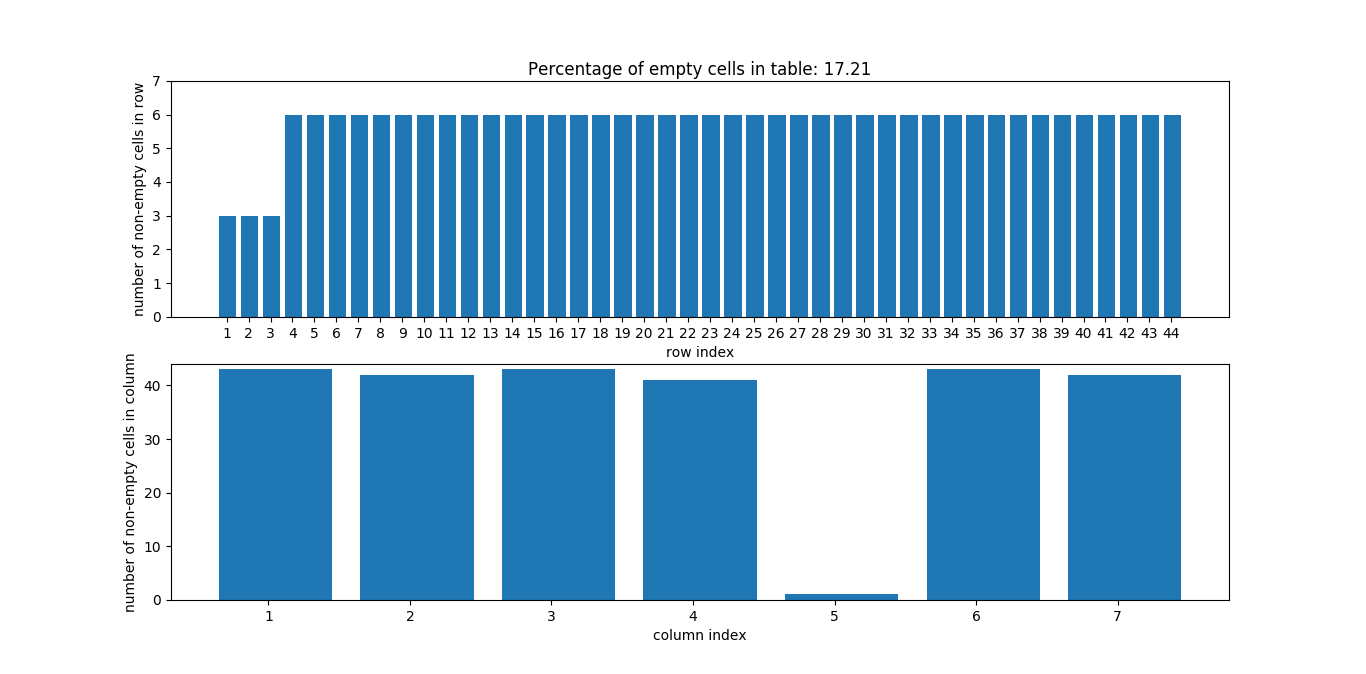 Percentage of empty cells in table: 17.21
number of non-empty cells in row
7
6
5
4
3
2
1
0
1 2 3 4 5 6 7 8 9 10 11 12 13 14 15 16 17 18 19 20 21 22 23 24 25 26 27 28 29 30 31 32 33 34 35 36 37 38 39 40 41 42 43 44
row index
number of non-empty cells in column
40
30
20
10
0
1 2 3 4 5 6 7
column index